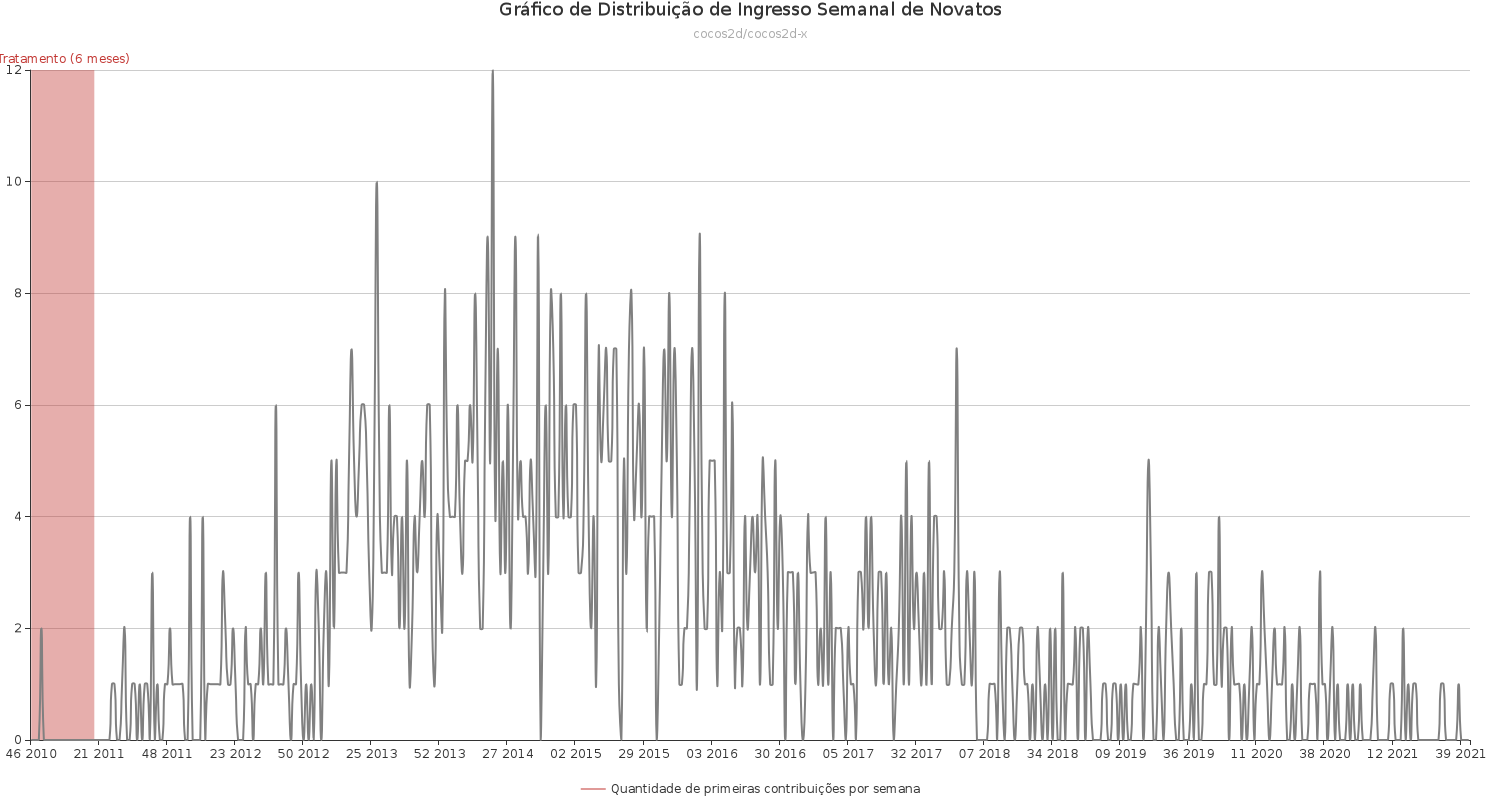 Gráfico de Distribuição de Ingresso Semanal de Novatos
cocos2d/cocos2d-x
Tratamento (6 meses)
12
10
8
6
4
2
0
46 2010 21 2011 48 2011 23 2012 50 2012 25 2013 52 2013 27 2014 02 2015 29 2015 03 2016 30 2016 05 2017 32 2017 07 2018 34 2018 09 2019 36 2019 11 2020 38 2020 12 2021 39 2021
Quantidade de primeiras contribuições por semana